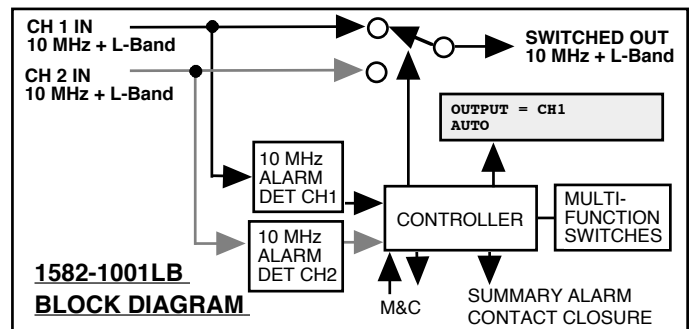 CH 1 IN
10 MHz + L-Band
CH 2 IN
10 MHz + L-Band
SWITCHED OUT
10 MHz + L-Band
OUTPUT = CH1
AUTO
10 MHz
ALARM
DET CH1
10 MHz
ALARM
DET CH2
CONTROLLER
MULTI-
FUNCTION
SWITCHES
1582-1001LB
BLOCK DIAGRAM
M&C
SUMMARY ALARM
CONTACT CLOSURE